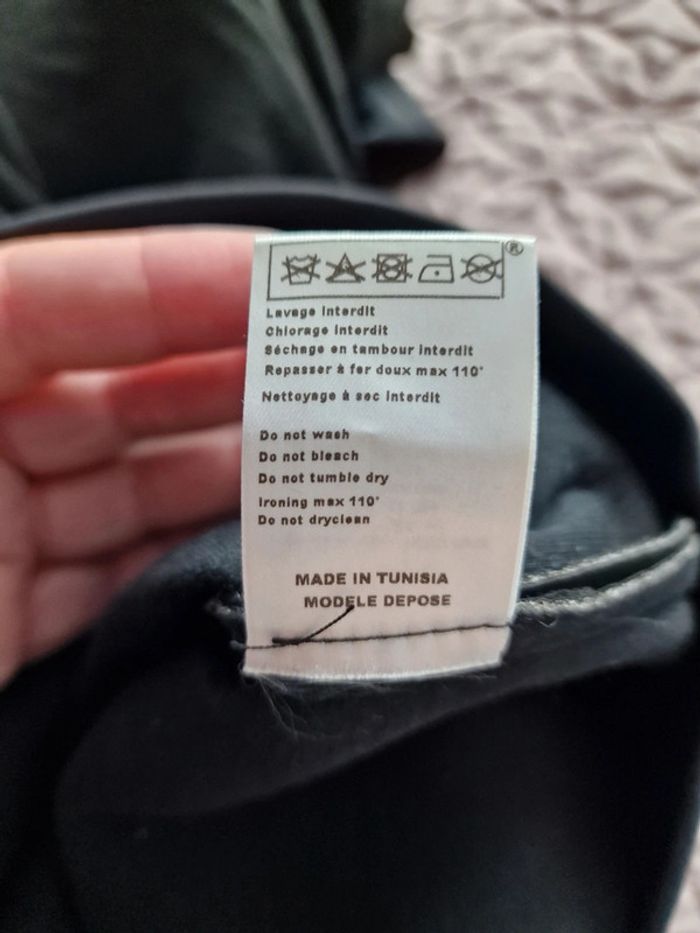 ®
Lavage interdit
Chlorage interdit
Séchage en tambour interdit
Repasser à fer doux max 110°
Nettoyage à sec interdit
Do not wash
Do not bleach
Do not tumble dry
Ironing max 110°
Do not dryclean
MADE IN TUNISIA
MODELE DEPOSE